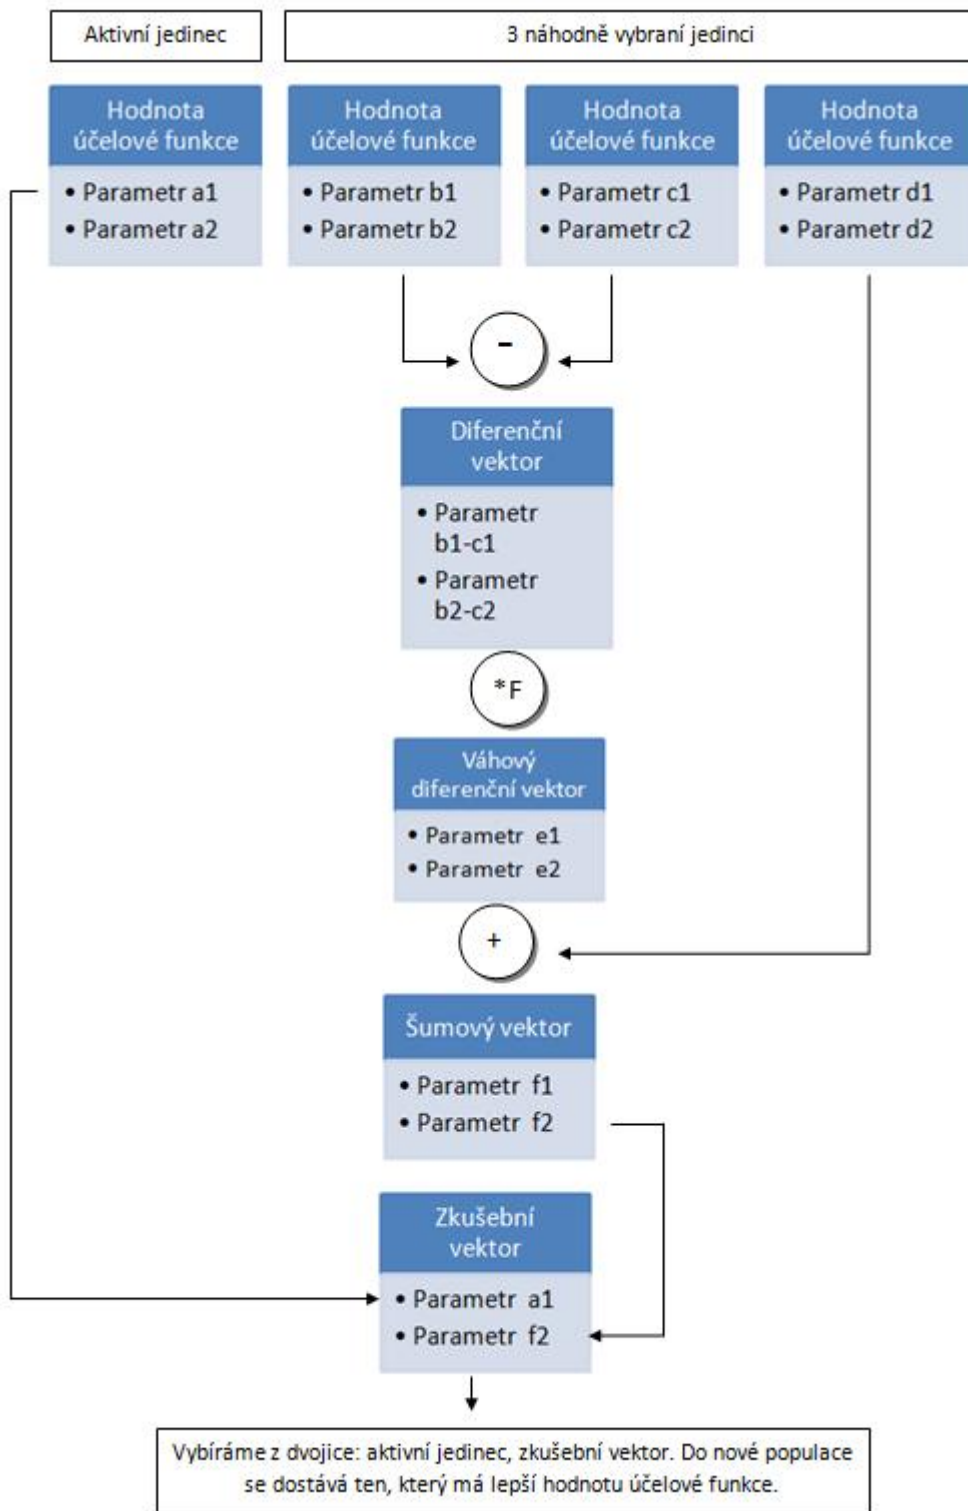 Aktivní jedinec
3 náhodně vybraní jedinci
Hodnota
účelové funkce
• Parametr a1
• Parametr a2
Hodnota
účelové funkce
• Parametr b1
• Parametr b2
Hodnota
účelové funkce
• Parametr c1
• Parametr c2
Hodnota
účelové funkce
• Parametr d1
• Parametr d2
-
Diferenční
vektor
• Parametr
b1-c1
• Parametr
b2-c2
*F
Váhový
diferenční vektor
• Parametr e1
• Parametr e2
+
Šumový vektor
• Parametr f1
• Parametr f2
Zkušební
vektor
• Parametr a1
• Parametr f2
Vybíráme z dvojice: aktivní jedinec, zkušební vektor. Do nové populace
se dostává ten, který má lepší hodnotu účelové funkce.